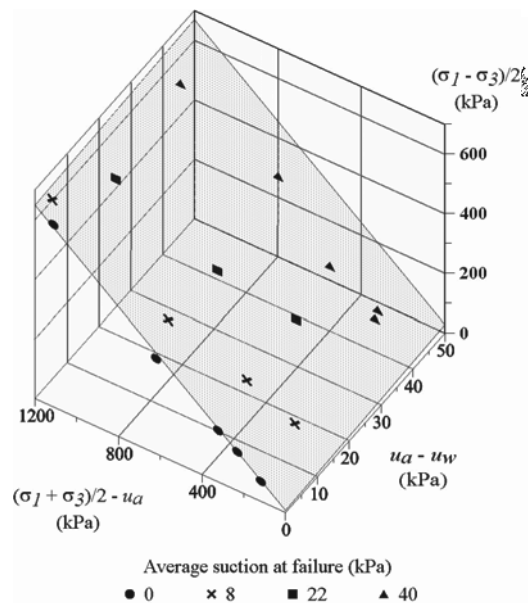 (σ1 - σ3)/2
(kPa)
600
400
200
0
50
40
30
20
10
0
1200
800
400
ua - uw
(kPa)
(σ1 + σ3)/2 - ua
(kPa)
Average suction at failure (kPa)
0 8 22 40